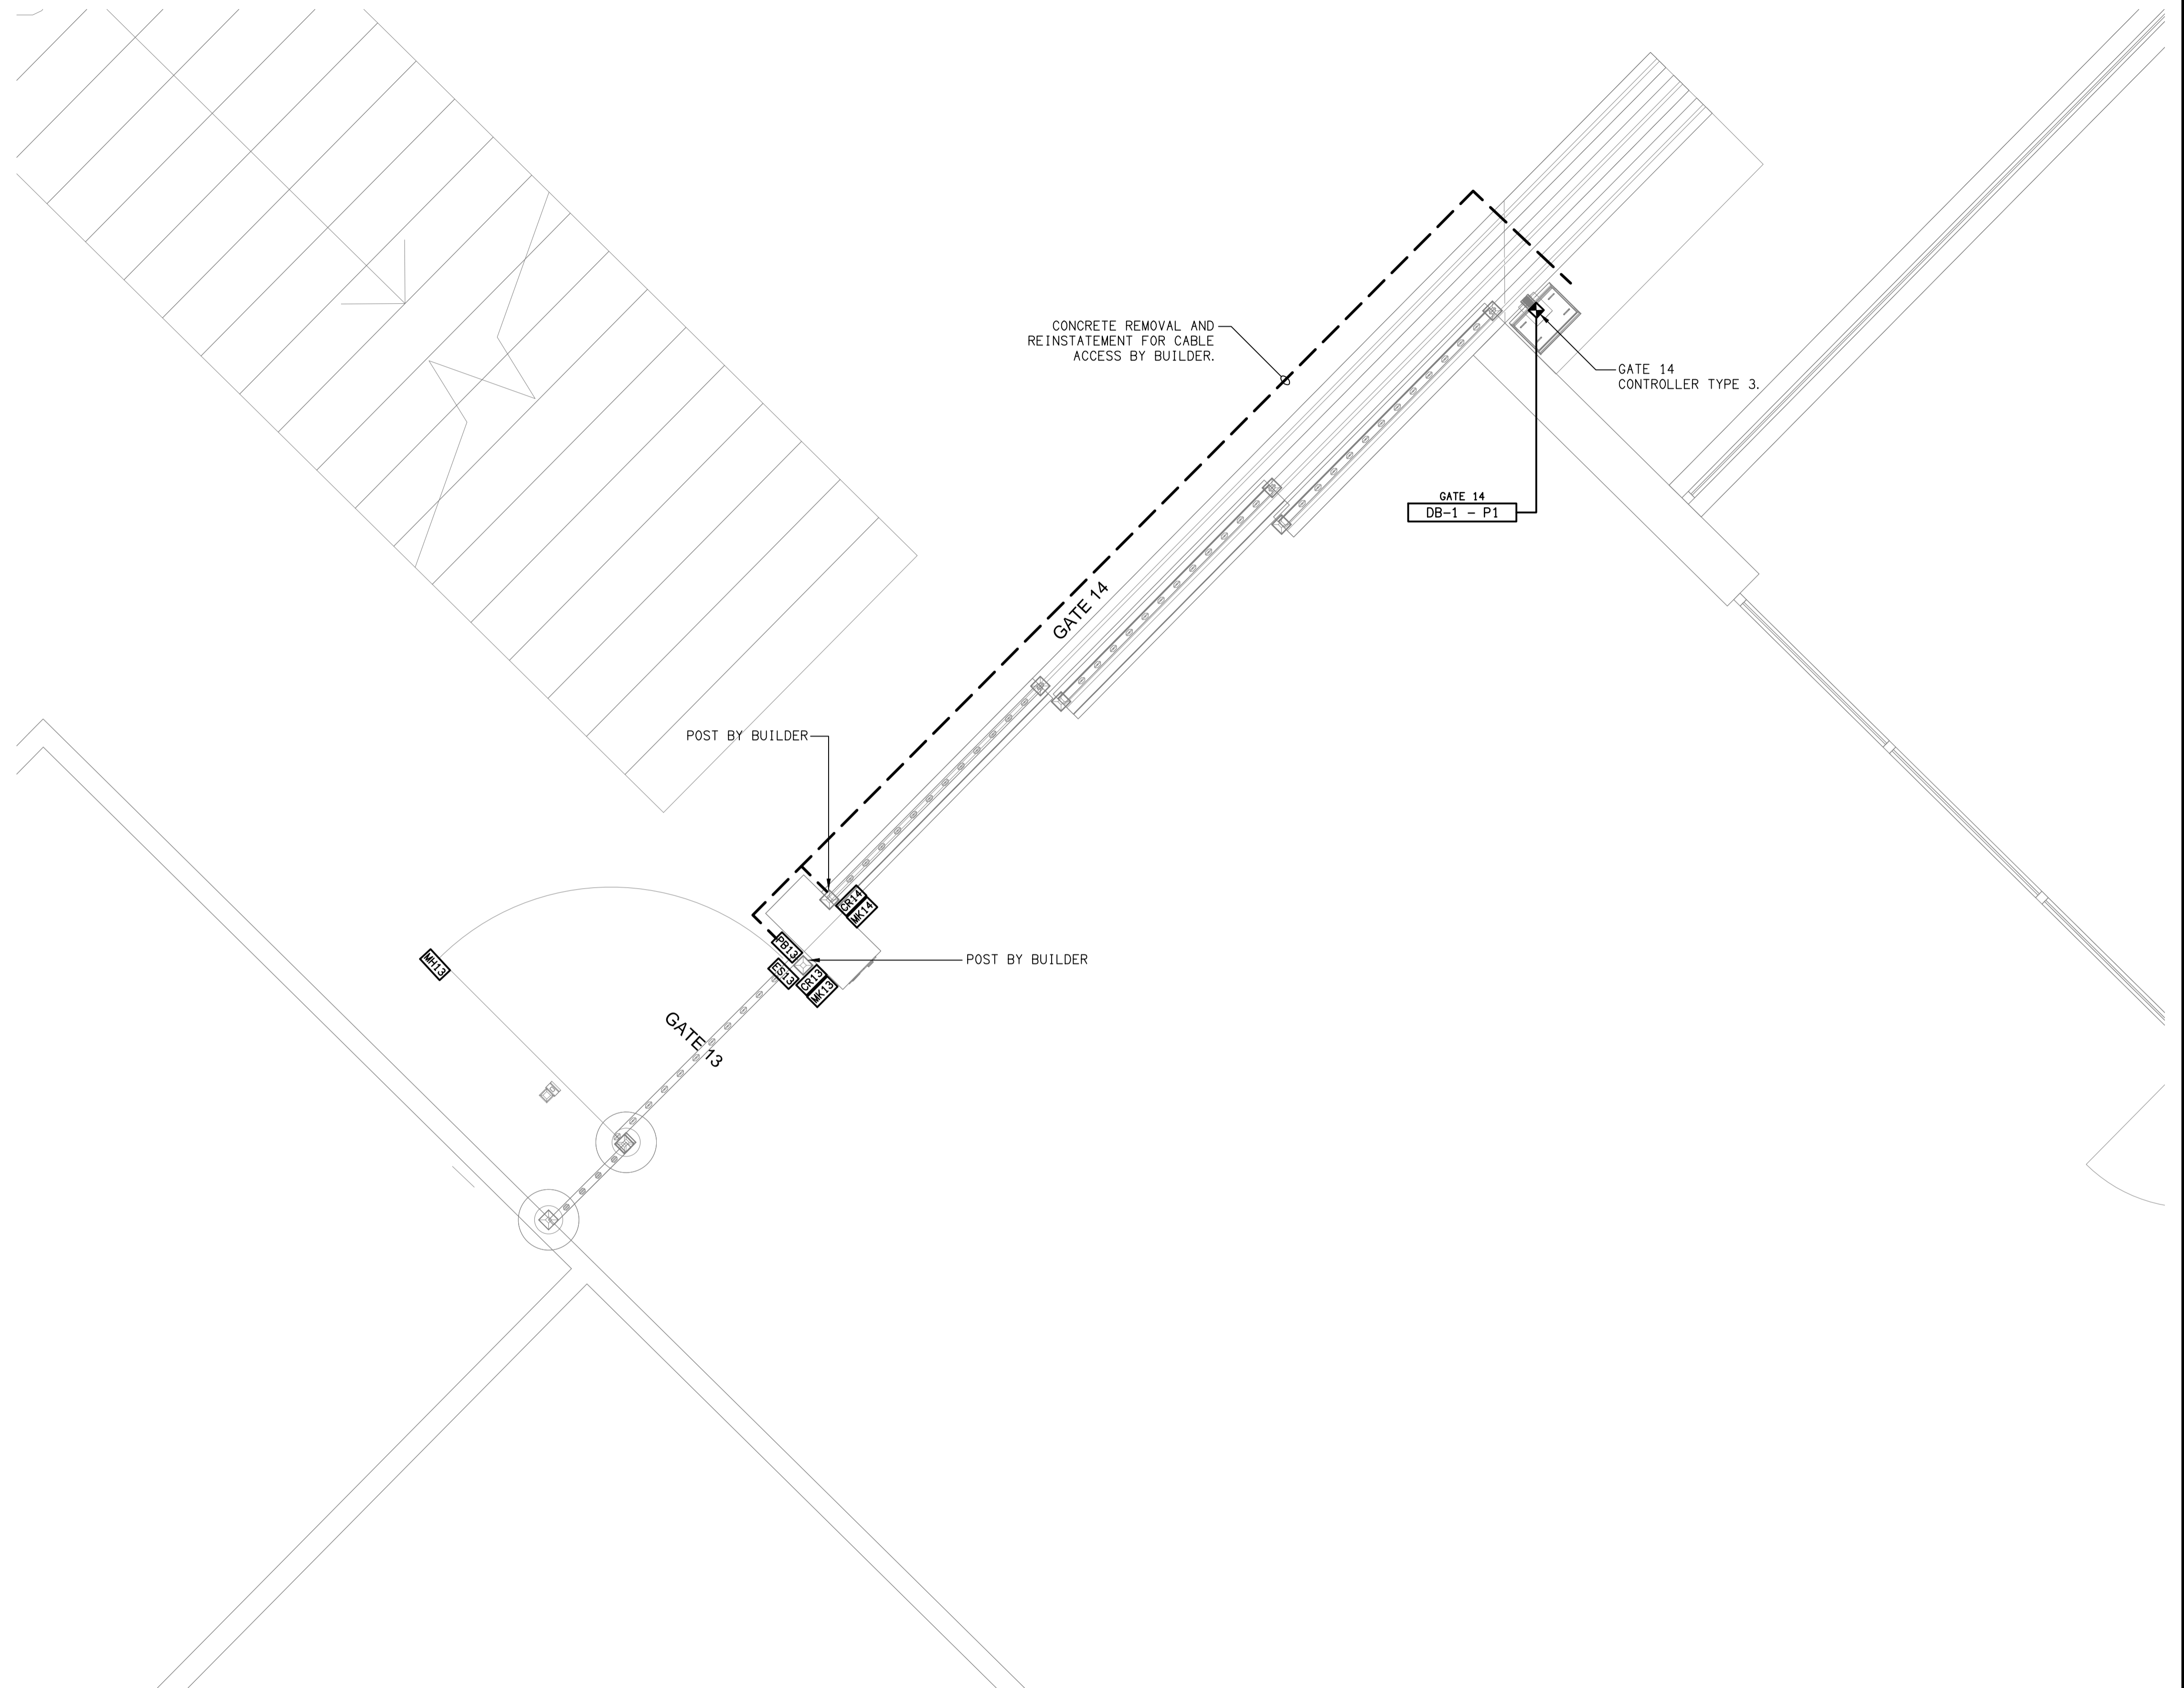 CONCRETE REMOVAL AND
REINSTATEMENT FOR CABLE
ACCESS BY BUILDER.
GATE 14
CONTROLLER TYPE 3.
GATE 14
DB-1 - P1
GATE 14
POST BY BUILDER
CR14
MK14
PB13
POST BY BUILDER
MH13
ES13
CR13
MK13
GATE 13